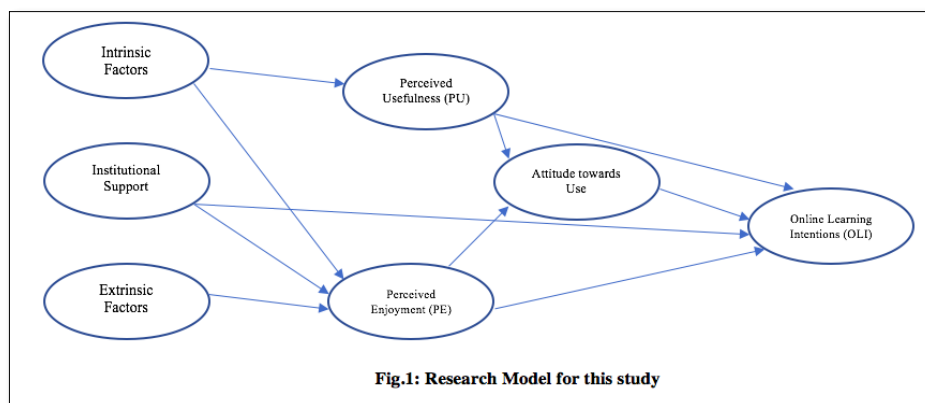 Intrinsic
Factors
Perceived
Usefulness (PU)
Institutional
Support
Attitude towards
Use
Online Learning
Intentions (OLI)
Extrinsic
Factors
Perceived
Enjoyment (PE)
Fig.1: Research Model for this study